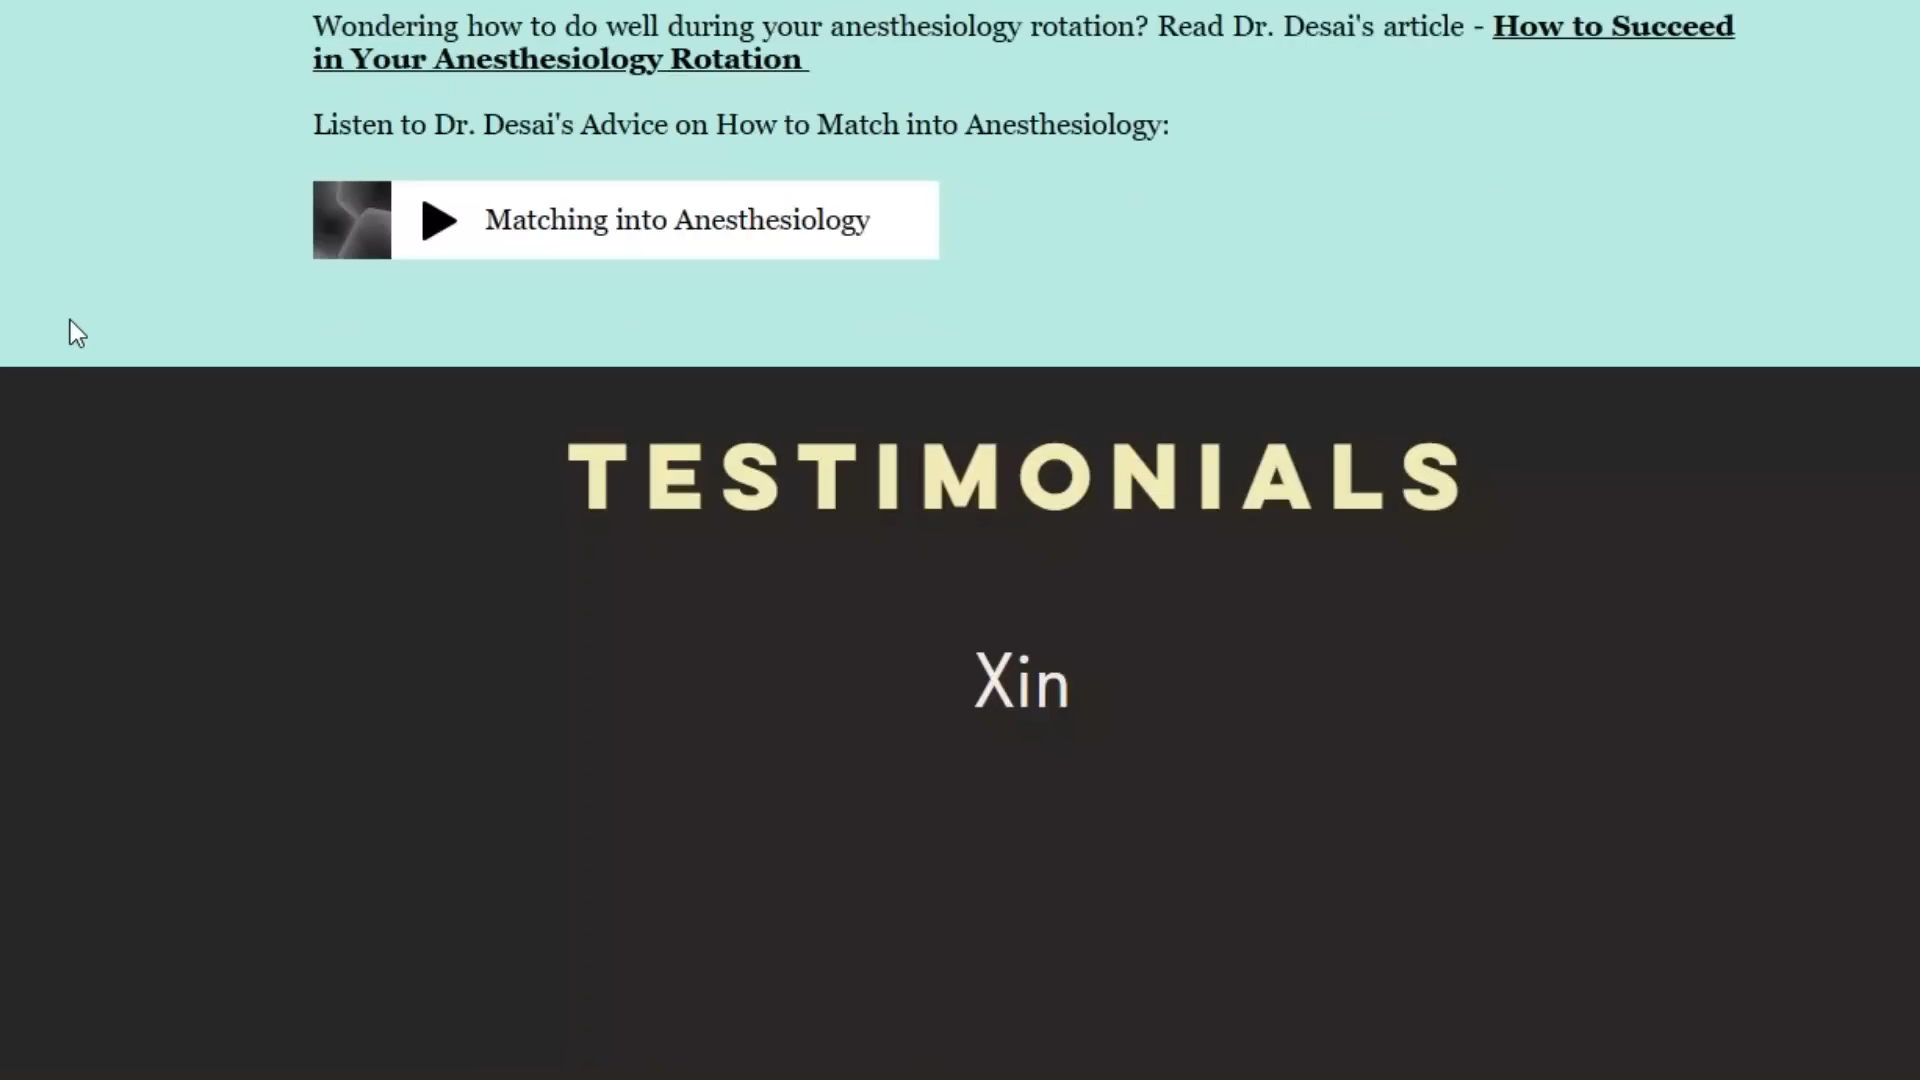 Wondering how to do well during your anesthesiology rotation? Read Dr. Desai's article - How to Succeed
in Your Anesthesiology Rotation
Listen to Dr. Desai's Advice on How to Match into Anesthesiology:
Matching into Anesthesiology
TESTIMONIALS
Xin